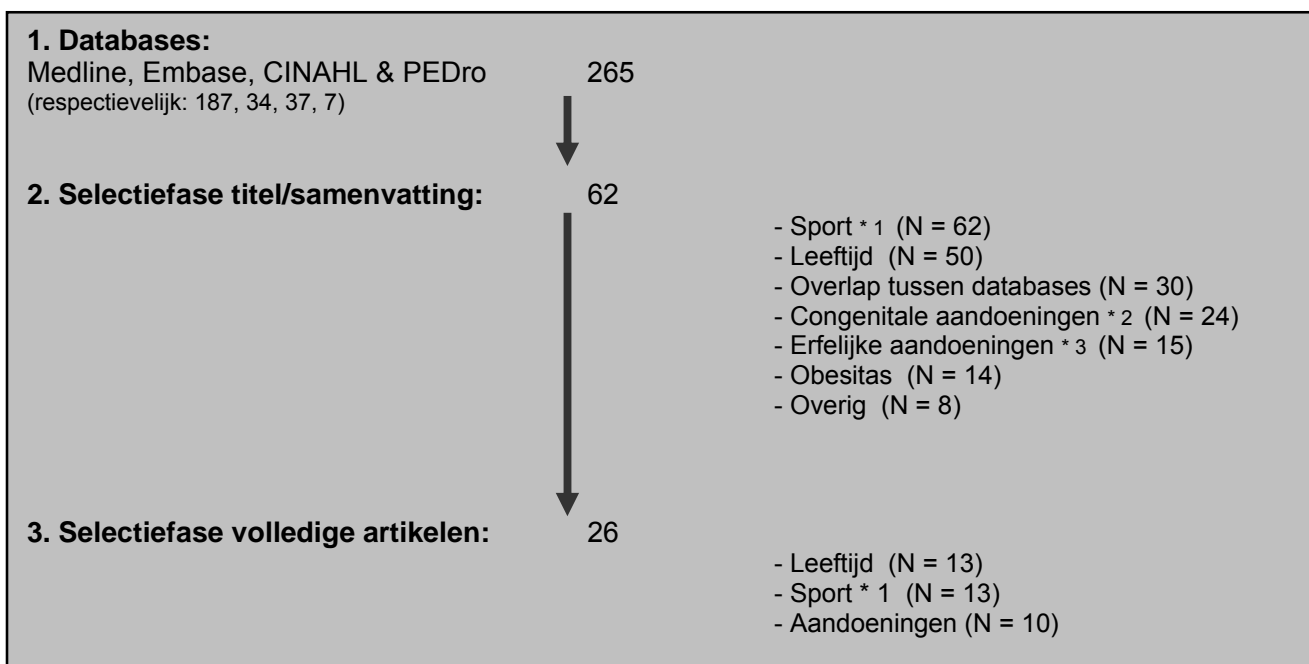 1. Databases:
Medline, Embase, CINAHL & PEDro 265
(respectievelijk: 187, 34, 37, 7)
2. Selectiefase titel/samenvatting: 62
- Sport * 1 (N = 62)
- Leeftijd (N = 50)
- Overlap tussen databases (N = 30)
- Congenitale aandoeningen * 2 (N = 24)
- Erfelijke aandoeningen * 3 (N = 15)
- Obesitas (N = 14)
- Overig (N = 8)
3. Selectiefase volledige artikelen: 26
- Leeftijd (N = 13)
- Sport * 1 (N = 13)
- Aandoeningen (N = 10)